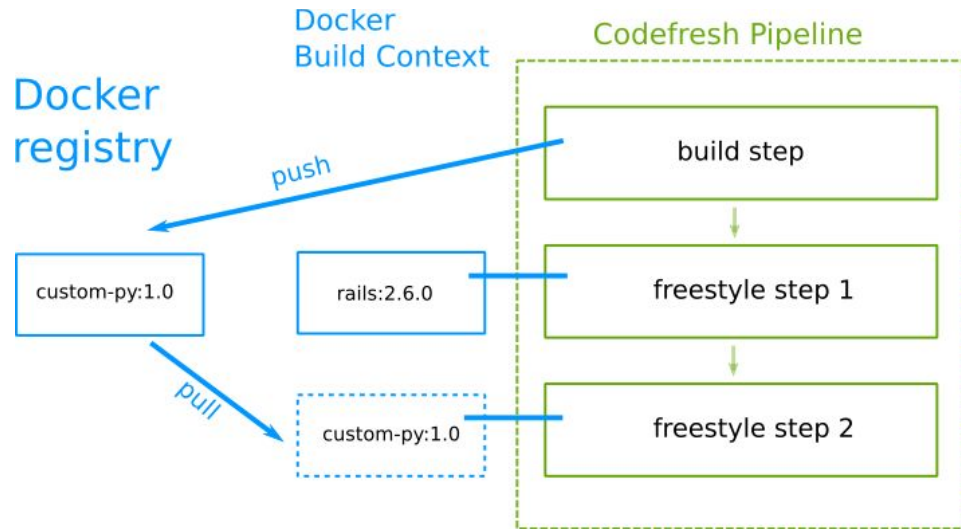 Docker
Build Context
Codefresh Pipeline
Docker
registry
push
build step
custom-py:1.0
rails:2.6.0
freestyle step 1
pull
custom-py:1.0
freestyle step 2